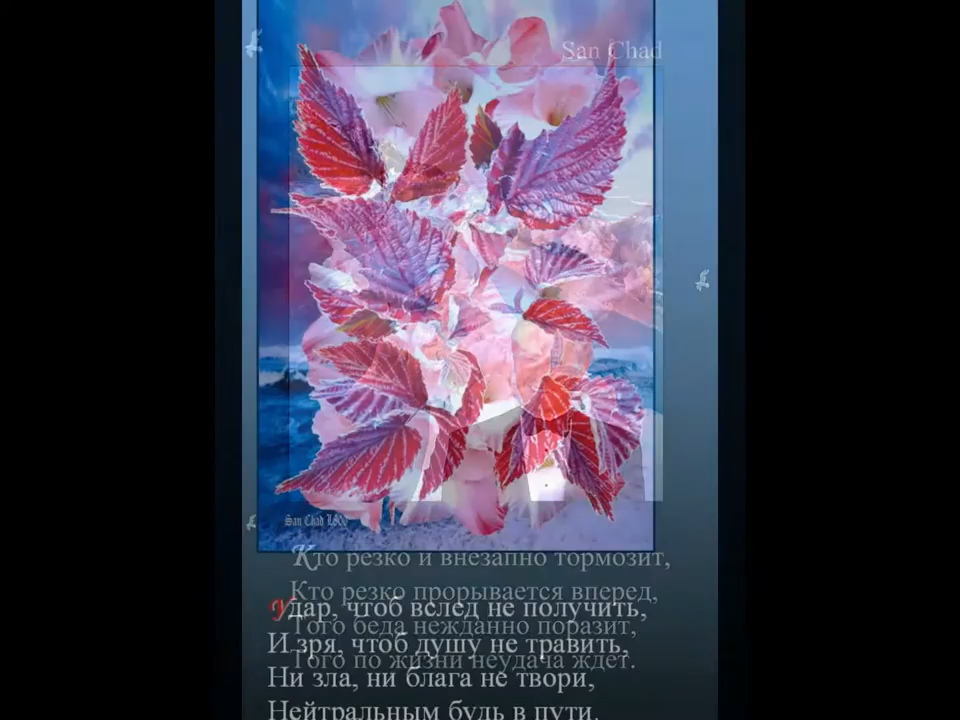 San Chad
San Chad
Кто резко и внезапно тормозит,
Кто резко прорывается вперед,
Того беда нежданно поразит,
Того по жизни неудача ждет.
Удар, чтоб вслед не получить,
И зря, чтоб душу не травить,
Ни зла, ни блага не твори,
Нейтральным будь в пути.